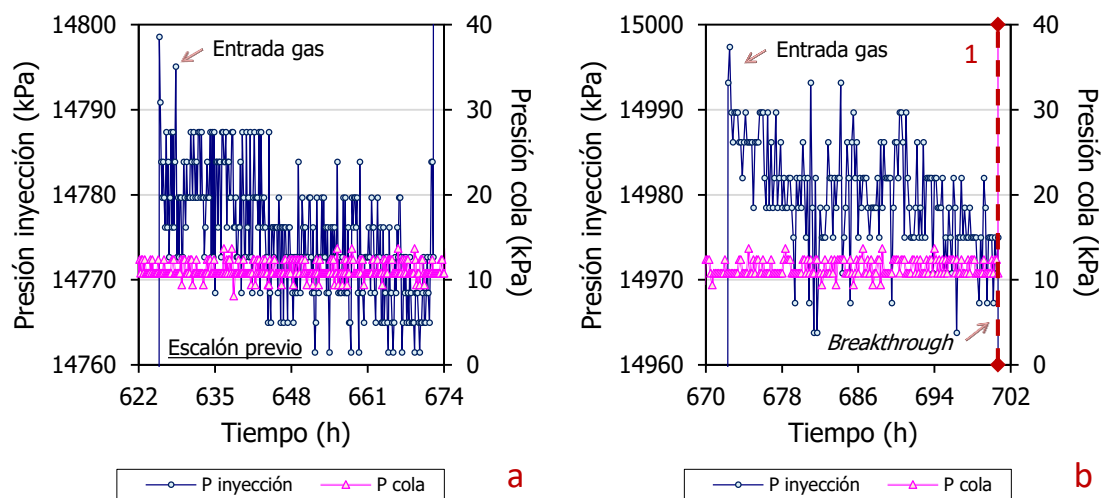 Presión inyección (kPa)
14800
14790
14780
14770
14760
40
30
20
10
0
Presión cola (kPa)
Entrada gas
Escalón previo
622 635 648 661 674
Tiempo (h)
P inyección P cola
a
Presión inyección (kPa)
15000
14990
14980
14970
14960
40
30
20
10
0
Presión cola (kPa)
1
Entrada gas
Breakthrough
670 678 686 694 702
Tiempo (h)
P inyección P cola
b